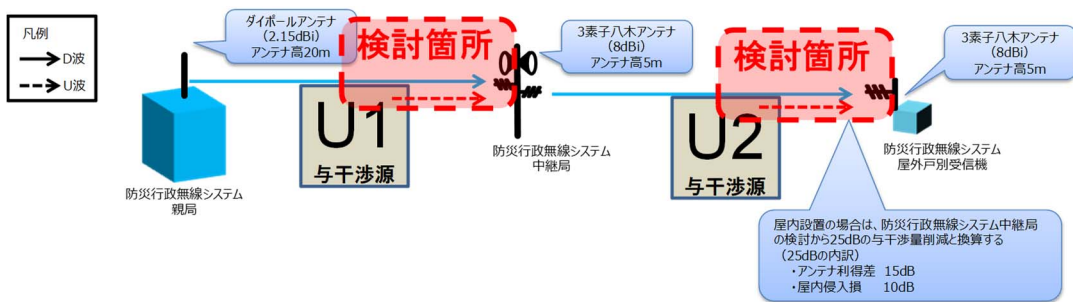 凡例
D波
U波
ダイポールアンテナ
(2.15dBi)
アンテナ高20m
検討箇所
3素子八木アンテナ
(8dBi)
アンテナ高5m
検討箇所
3素子八木アンテナ
(8dBi)
アンテナ高5m
U1
与干渉源
U2
与干渉源
防災行政無線システム
親局
防災行政無線システム
中継局
防災行政無線システム
屋外戸別受信機
屋内設置の場合は、防災行政無線システム中継局
の検討から25dBの与干渉量削減と換算する
(25dBの内訳)
・アンテナ利得差 15dB
・屋内侵入損 10dB